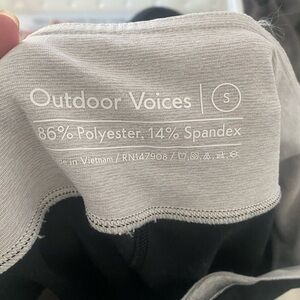 Outdoor Voices | S
86% Polyester, 14% Spandex
in Vietnam / RN147908 /